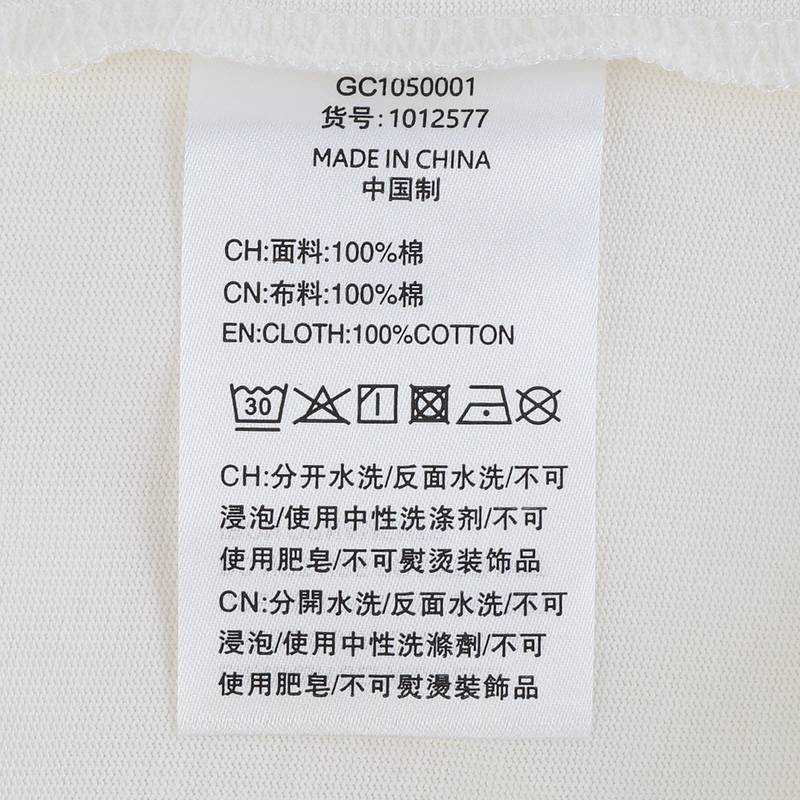 GC1050001
货号:1012577
MADE IN CHINA
中国制
CH:面料:100%棉
CN:布料:100%棉
EN:CLOTH:100%COTTON
30
CH:分开水洗/反面水洗/不可
浸泡/使用中性洗涤剂/不可
使用肥皂/不可熨烫装饰品
CN:分開水洗/反面水洗/不可
浸泡/使用中性洗滌劑/不可
使用肥皂/不可熨燙裝飾品